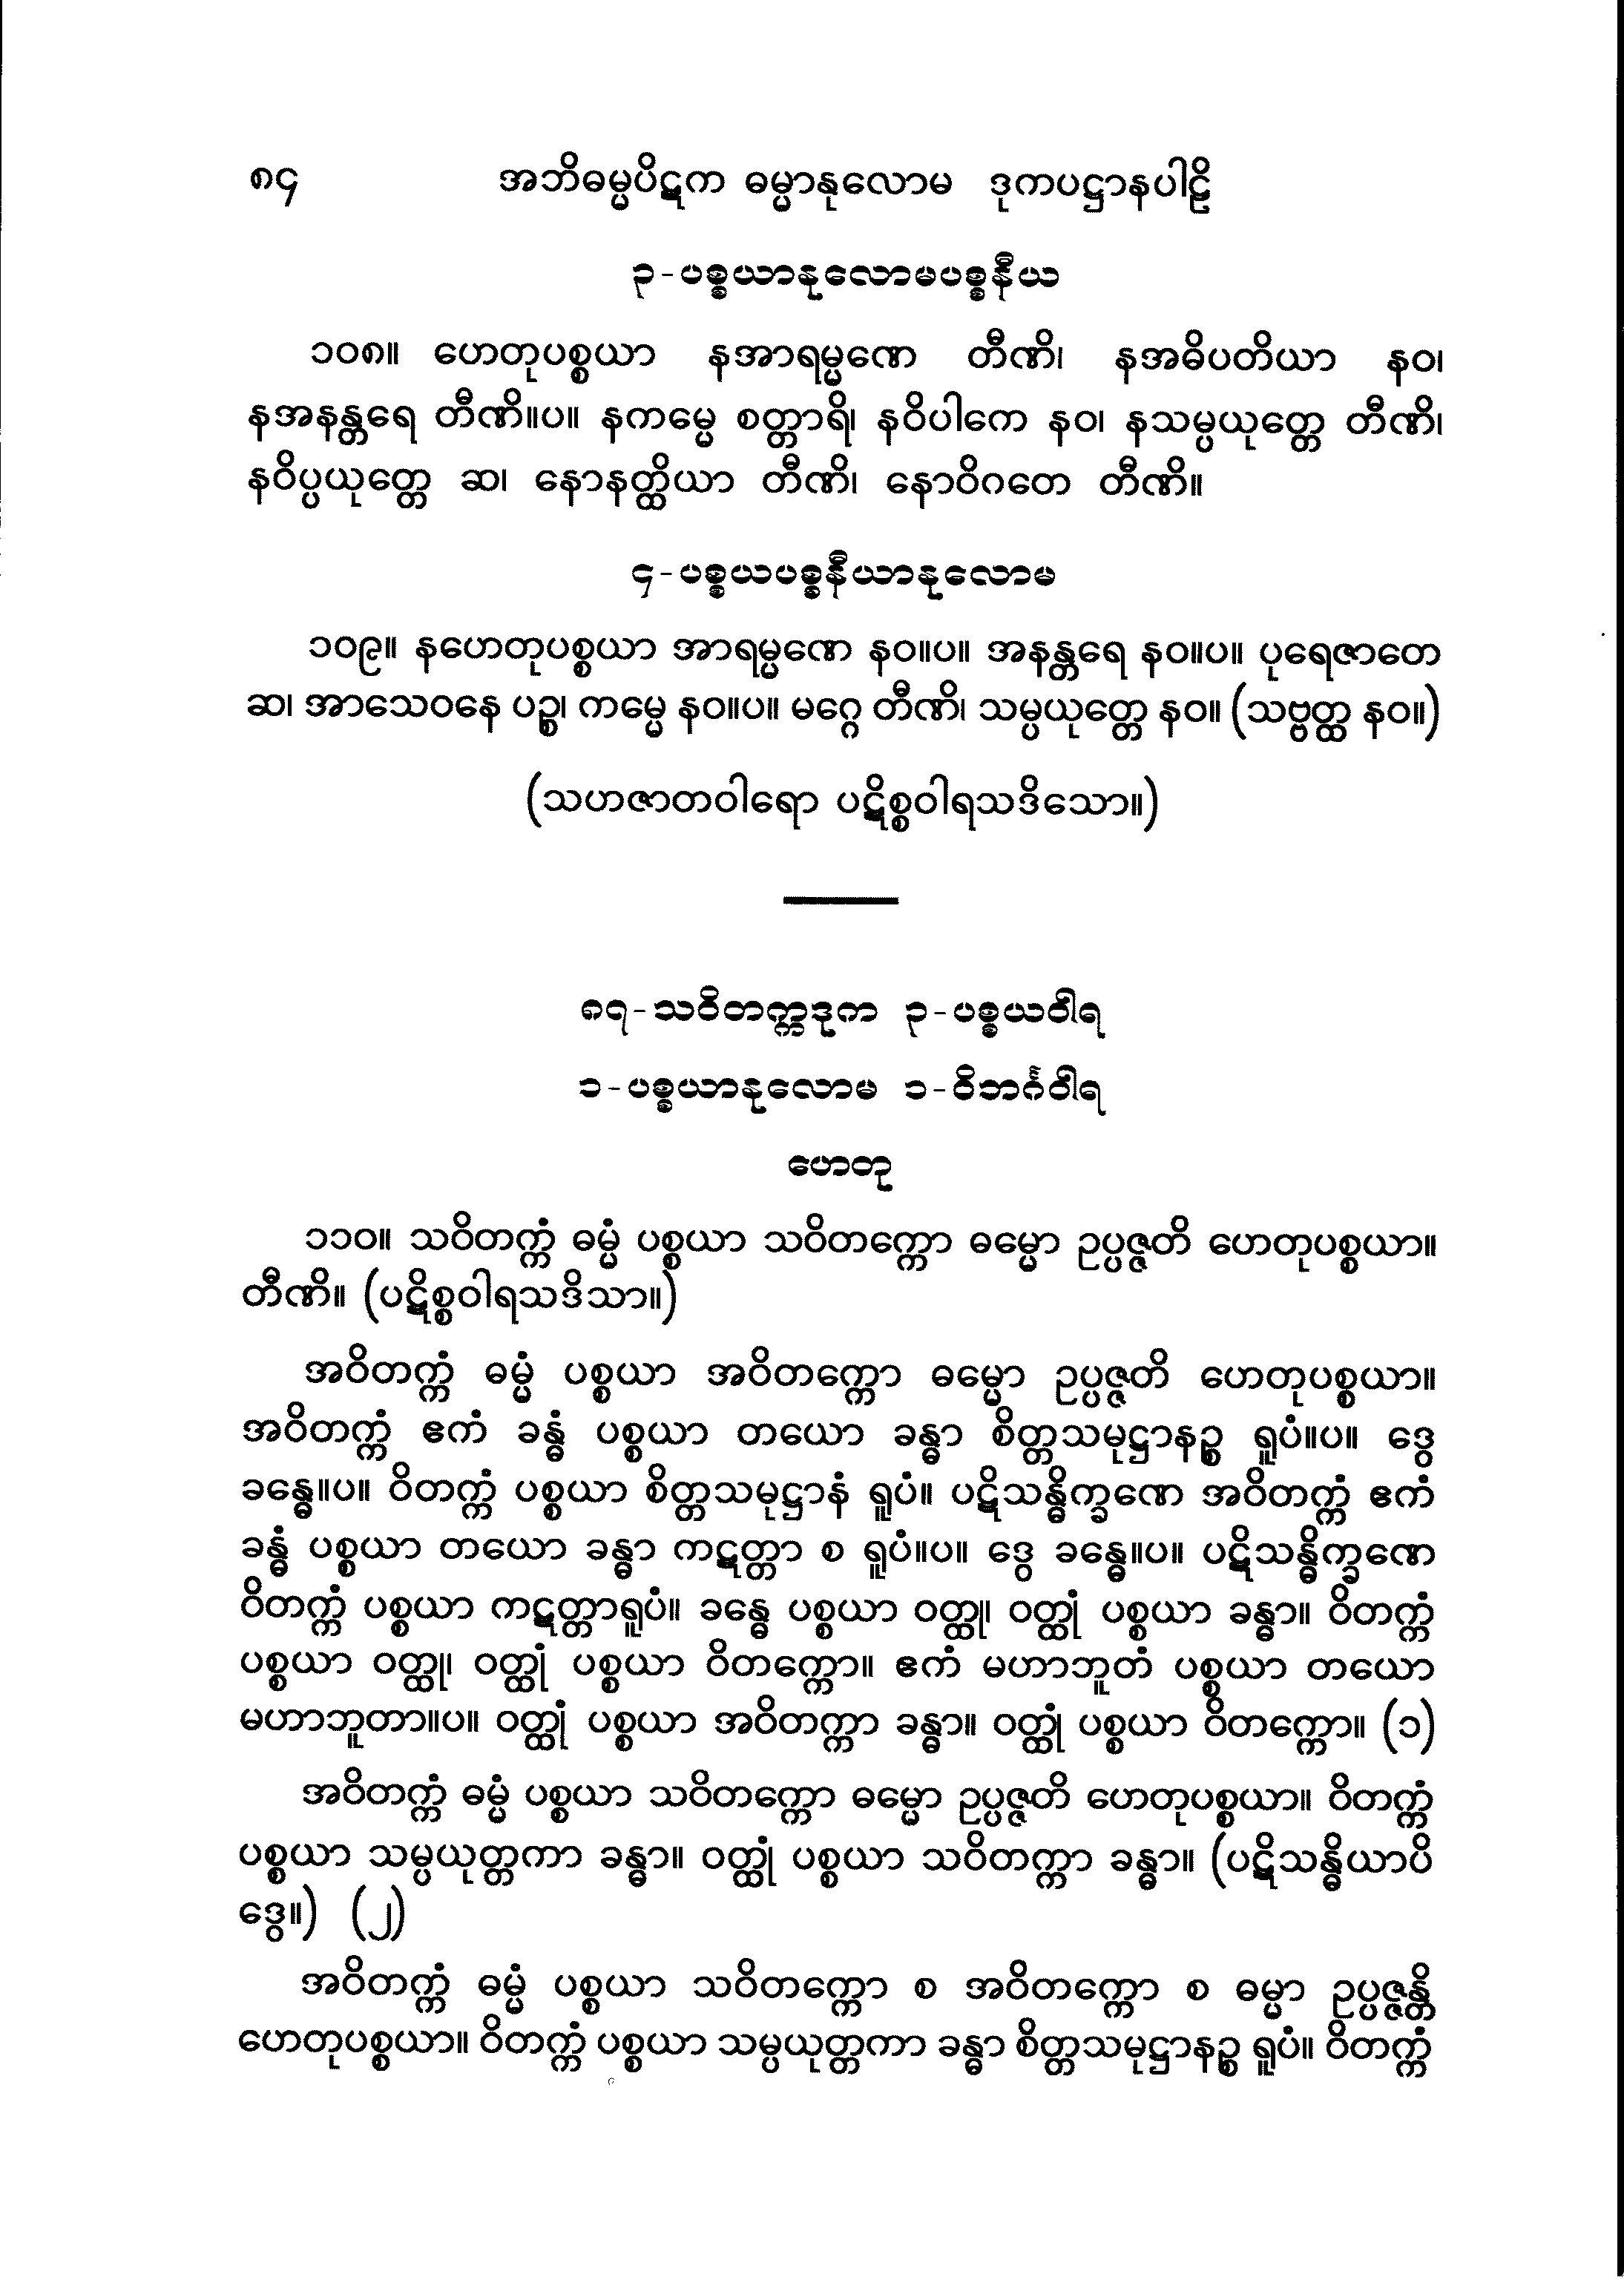 ၈၄ အဘိဓမ္မပိဋက ဓမ္မာနုလောမ ဒုကပဋ္ဌာနပါဠိ
၃-ပစ္စယာနုလောမပစ္စနီယ
၁၀၈။ ဟေတုပစ္စယာ နအာရမ္မဏေ တီဏိ၊ နအဓိပတိယာ နဝ၊
နအနန္တရေ တီဏိ။ပ။ နကမ္မေ စတ္တာရိ၊ နဝိပါကေ နဝ၊ နသမ္ပယုတ္တေ တီဏိ၊
နဝိပ္ပယုတ္တေ ဆ၊ နောနတ္ထိယာ တီဏိ၊ နောဝိဂတေ တီဏိ။
၄-ပစ္စယပစ္စနီယာနုလောမ
၁၀၉။ နဟေတုပစ္စယာ အာရမ္မဏေ နဝ။ပ။ အနန္တရေ နဝ။ပ။ ပုရေဇာတေ
ဆ၊ အာသေဝနေ ပဉ္စ၊ ကမ္မေ နဝ။ပ။ မဂ္ဂေ တီဏိ၊ သမ္ပယုတ္တေ နဝ။ (သဗ္ဗတ္ထ နဝ။)
(သဟဇာတဝါရော ပဋိစ္စဝါရသဒိသော။)
၈၇-သဝိတက္ကဒုက ၃-ပစ္စယဝါရ
၁-ပစ္စယာနုလောမ ၁-ဝိဘင်္ဂဝါရ
ဟေတု
၁၁၀။ သဝိတက္ကံ ဓမ္မံ ပစ္စယာ သဝိတက္ကော ဓမ္မော ဥပ္ပဇ္ဇတိ ဟေတုပစ္စယာ။
တီဏိ။ (ပဋိစ္စဝါရသဒိသာ။)
အဝိတက္ကံ ဓမ္မံ ပစ္စယာ အဝိတက္ကော ဓမ္မော ဥပ္ပဇ္ဇတိ ဟေတုပစ္စယာ။
အဝိတက္ကံ ဧကံ ခန္ဓံ ပစ္စယာ တယော ခန္ဓာ စိတ္တသမုဋ္ဌာနဉ္စ ရူပံ။ပ။ ဒွေ
ခန္ဓေ။ပ။ ဝိတက္ကံ ပစ္စယာ စိတ္တသမုဋ္ဌာနံ ရူပံ။ ပဋိသန္ဓိက္ခဏေ အဝိတက္ကံ ဧကံ
ခန္ဓံ ပစ္စယာ တယော ခန္ဓာ ကဋတ္တာ စ ရူပံ။ပ။ ဒွေ ခန္ဓေ။ပ။ ပဋိသန္ဓိက္ခဏေ
ဝိတက္ကံ ပစ္စယာ ကဋတ္တာရူပံ။ ခန္ဓေ ပစ္စယာ ဝတ္ထု၊ ဝတ္ထုံ ပစ္စယာ ခန္ဓာ။ ဝိတက္ကံ
ပစ္စယာ ဝတ္ထု၊ ဝတ္ထုံ ပစ္စယာ ဝိတက္ကော။ ဧကံ မဟာဘူတံ ပစ္စယာ တယော
မဟာဘူတာ။ပ။ ဝတ္ထုံ ပစ္စယာ အဝိတက္ကာ ခန္ဓာ။ ဝတ္ထုံ ပစ္စယာ ဝိတက္ကော။ (၁)
အဝိတက္ကံ ဓမ္မံ ပစ္စယာ သဝိတက္ကော ဓမ္မော ဥပ္ပဇ္ဇတိ ဟေတုပစ္စယာ။ ဝိတက္ကံ
ပစ္စယာ သမ္ပယုတ္တကာ ခန္ဓာ။ ဝတ္ထုံ ပစ္စယာ သဝိတက္ကာ ခန္ဓာ။ (ပဋိသန္ဓိယာပိ
ဒွေ။) (၂)
အဝိတက္ကံ ဓမ္မံ ပစ္စယာ သဝိတက္ကော စ အဝိတက္ကော စ ဓမ္မာ ဥပ္ပဇ္ဇန္တိ
ဟေတုပစ္စယာ။ ဝိတက္ကံ ပစ္စယာ သမ္ပယုတ္တကာ ခန္ဓာ စိတ္တသမုဋ္ဌာနဉ္စ ရူပံ။ ဝိတက္ကံ